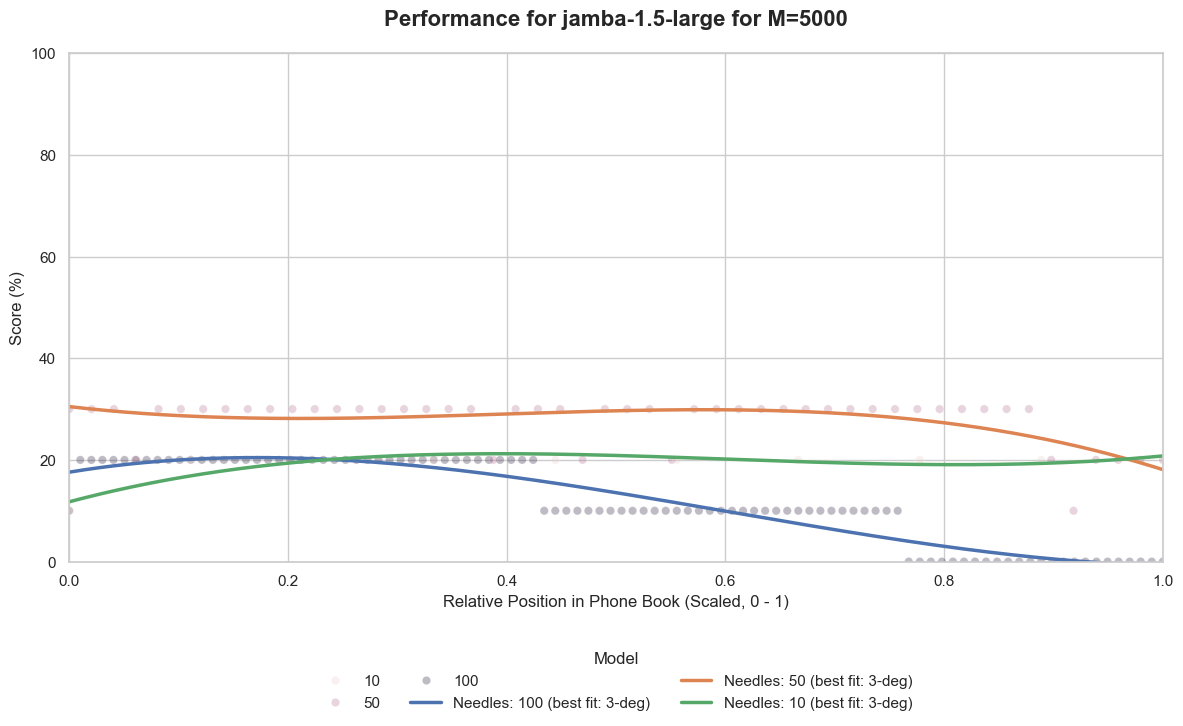 Performance for jamba-1.5-large for M=5000
100
80
60
40
20
0
Score (%)
0.0 0.2 0.4 0.6 0.8 1.0
Relative Position in Phone Book (Scaled, 0 - 1)
Model
10 100 Needles: 50 (best fit: 3-deg)
50 Needles: 100 (best fit: 3-deg) Needles: 10 (best fit: 3-deg)